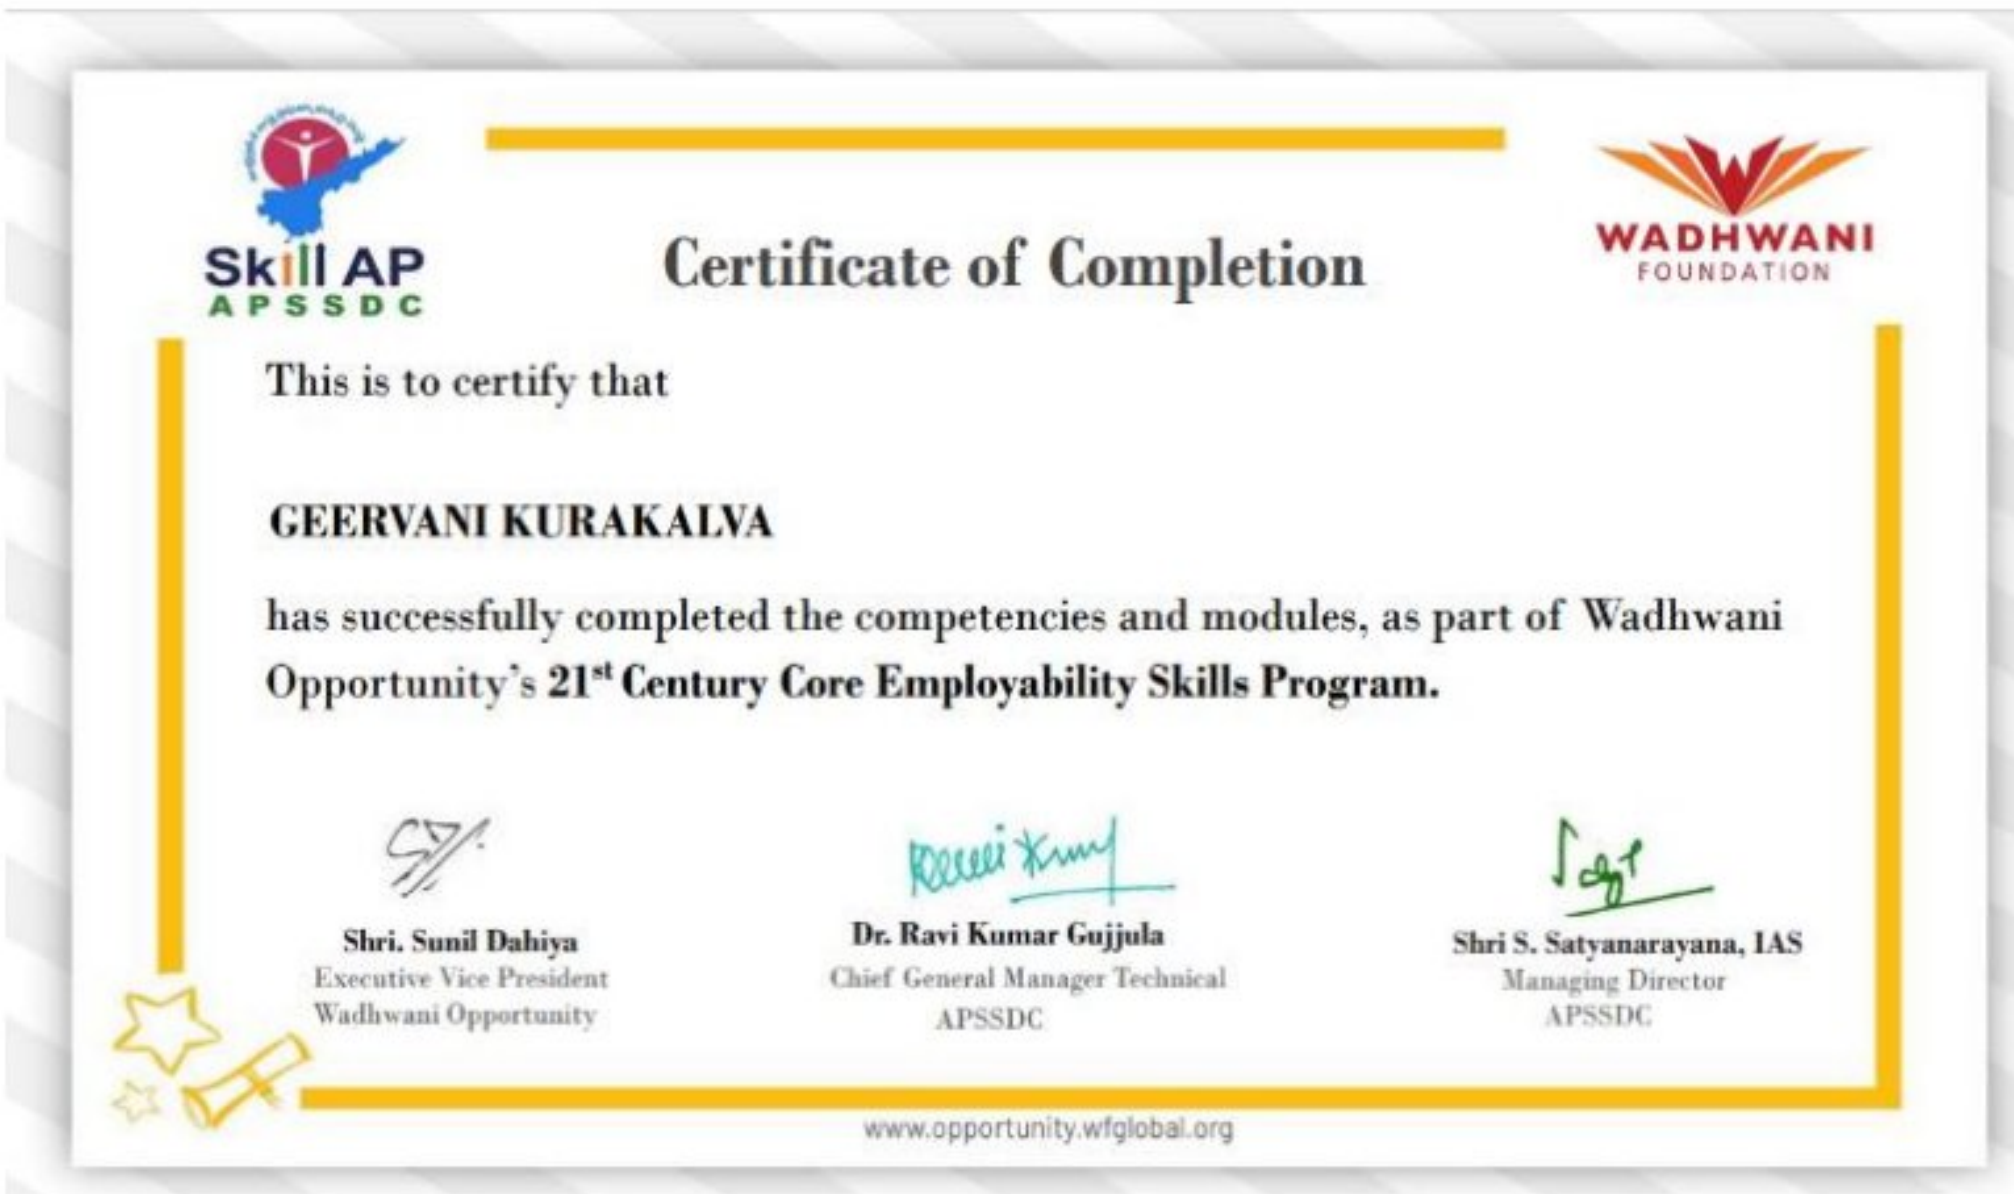 Skill AP
APSSDC
WADHWANI
FOUNDATION
Certificate of Completion
This is to certify that
GEERVANI KURAKALVA
has successfully completed the competencies and modules, as part of Wadhwani
Opportunity's 21st Century Core Employability Skills Program.
Shri. Sunil Dahiya
Executive Vice President
Wadhwani Opportunity
Dr. Ravi Kumar Gujjula
Chief General Manager Technical
APSSDC
Shri S. Satyanarayana, IAS
Managing Director
APSSDC
www.opportunity.wfglobal.org